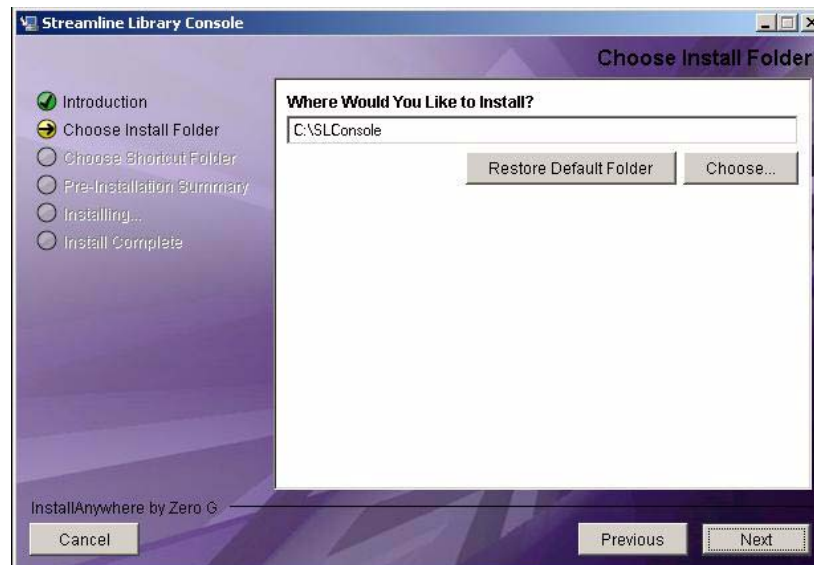 Streamline Library Console
Choose Install Folder
Introduction
Choose Install Folder
Choose Shortcut Folder
Pre-Installation Summary
Installing...
Install Complete
Where Would You Like to Install?
C:\SLConsole
Restore Default Folder
Choose...
InstallAnywhere by Zero G
Cancel
Previous
Next